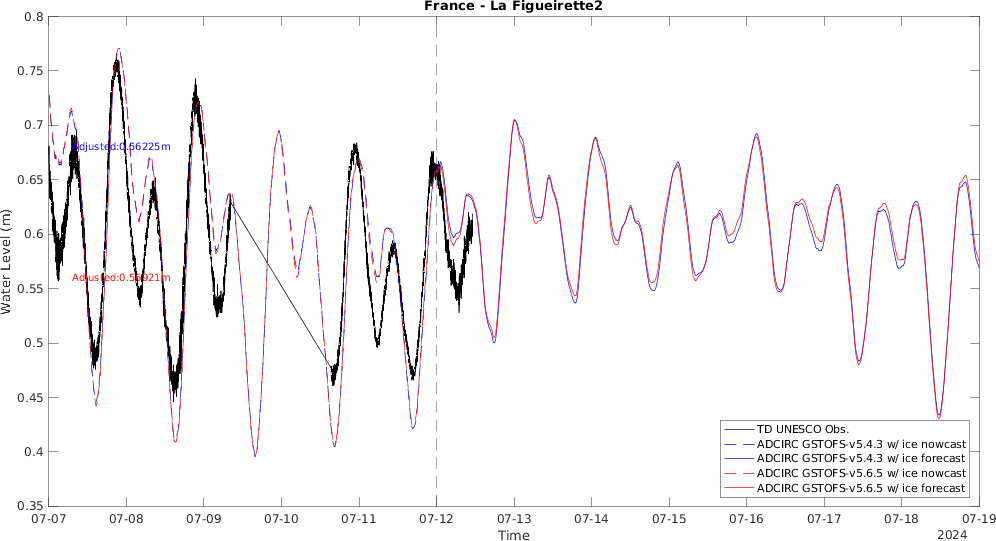 France - La Figueirette2
0.8
0.75
0.7
0.65
0.6
0.55
0.5
0.45
0.4
0.35
Water Level (m)
Adjusted:0.56225m
Adjusted:0.55921m
TD UNESCO Obs.
ADCIRC GSTOFS-v5.4.3 w/ ice nowcast
ADCIRC GSTOFS-v5.4.3 w/ ice forecast
ADCIRC GSTOFS-v5.6.5 w/ ice nowcast
ADCIRC GSTOFS-v5.6.5 w/ ice forecast
07-07 07-08 07-09 07-10 07-11 07-12 07-13 07-14 07-15 07-16 07-17 07-18 07-19
Time
2024